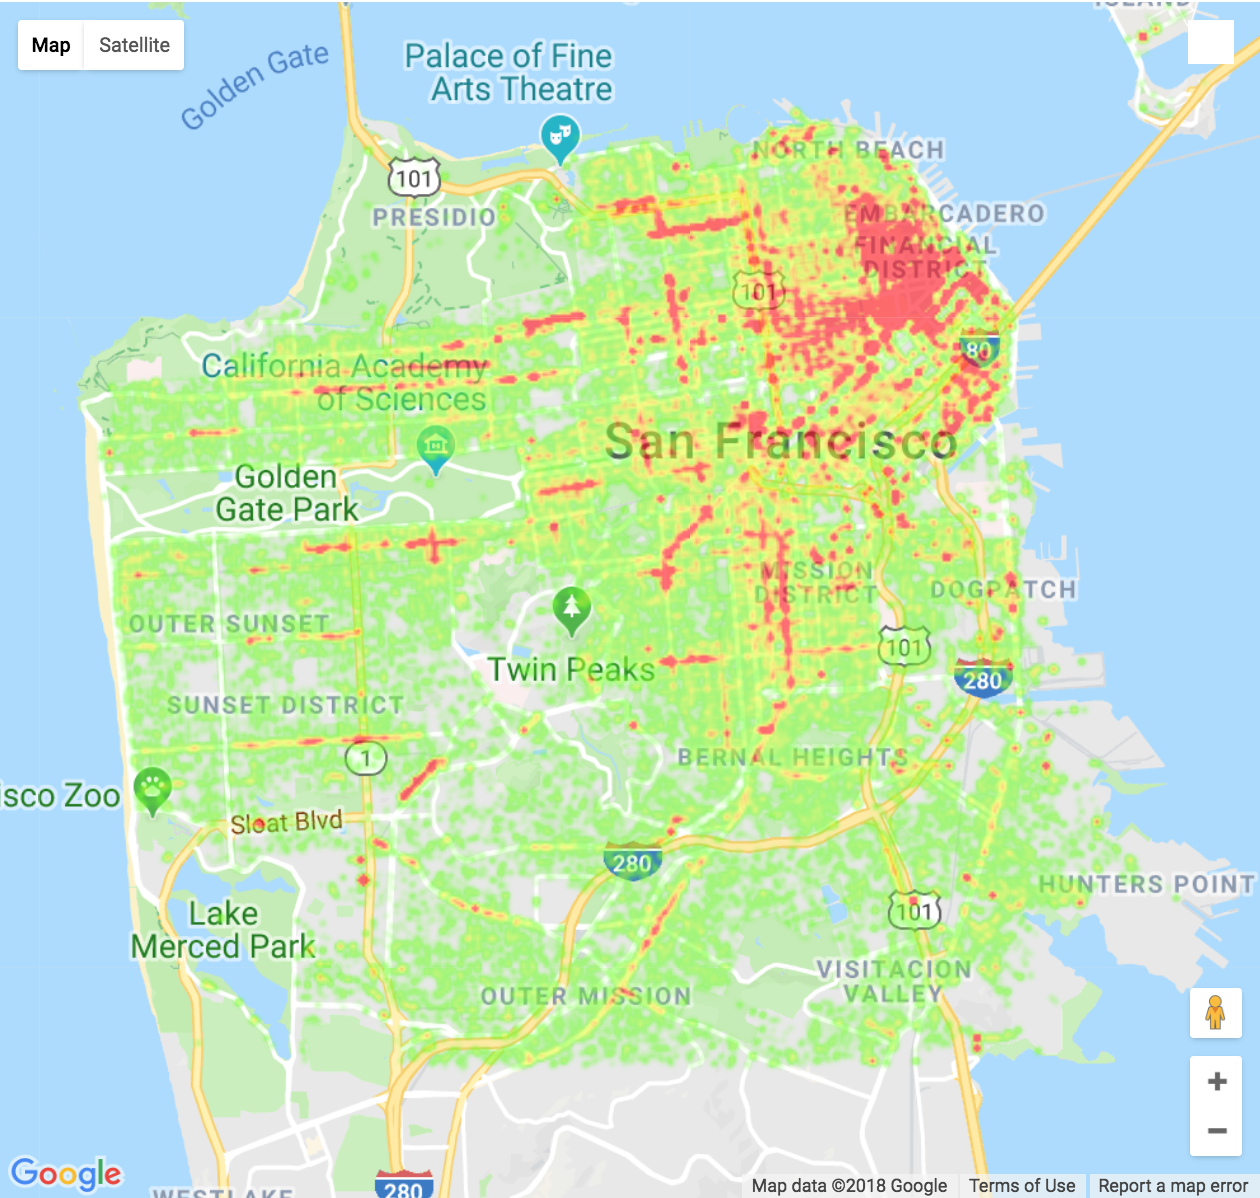 ISLAND
Map
Satellite
Golden Gate
Palace of Fine
Arts Theatre
101
PRESIDIO
NORTH BEACH
EMBARCADERO
FINANCIAL
DISTRICT
101
80
California Academy
of Sciences
San Francisco
Golden
Gate Park
MISSION
DISTRICT
DOGPATCH
OUTER SUNSET
101
Twin Peaks
280
SUNSET DISTRICT
1
BERNAL HEIGHTS
isco Zoo
Sloat Blvd
280
HUNTERS POINT
101
Lake
Merced Park
VISITACION
VALLEY
OUTER MISSION
+
−
Google
280
WESTLAKE
Map data ©2018 Google
Terms of Use
Report a map error